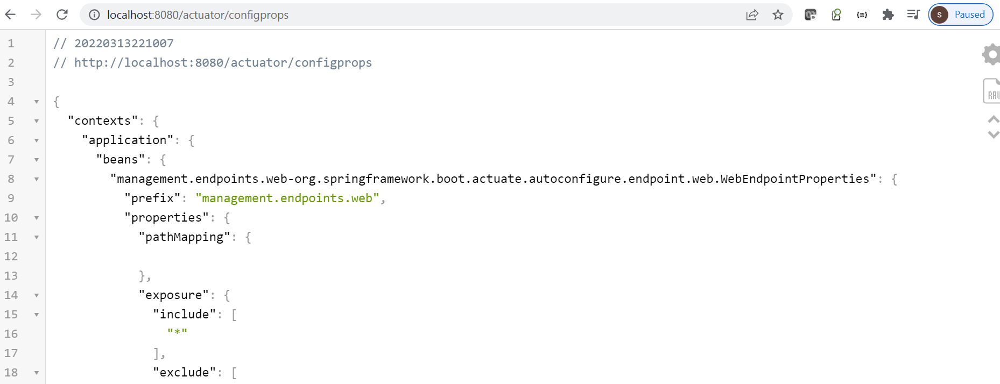 localhost:8080/actuator/configprops
S Paused
1 // 20220313221007
2 // http://localhost:8080/actuator/configprops
3
4 {
5 "contexts": {
6 "application": {
7 "beans": {
8 "management.endpoints.web-org.springframework.boot.actuate.autoconfigure.endpoint.web.WebEndpointProperties": {
9 "prefix": "management.endpoints.web",
10 "properties": {
11 "pathMapping": {
12
13 },
14 "exposure": {
15 "include": [
16 "*"
17 ],
18 "exclude": [